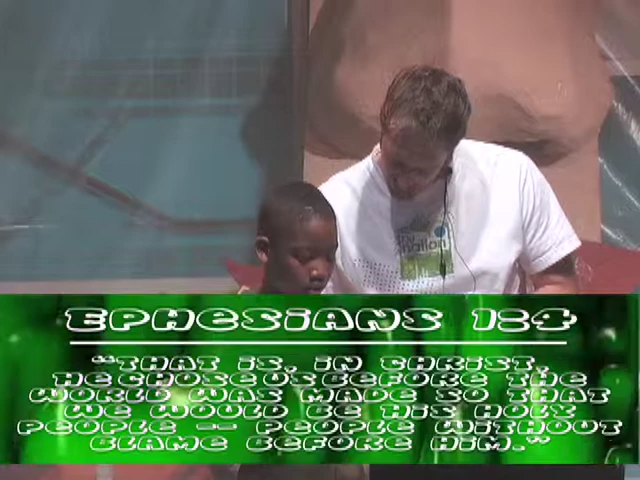 Ephesians 1:4
"That is, in Christ,
He chose us before the
world was made so that
we would be His holy
people -- people without
blame before Him."
nation